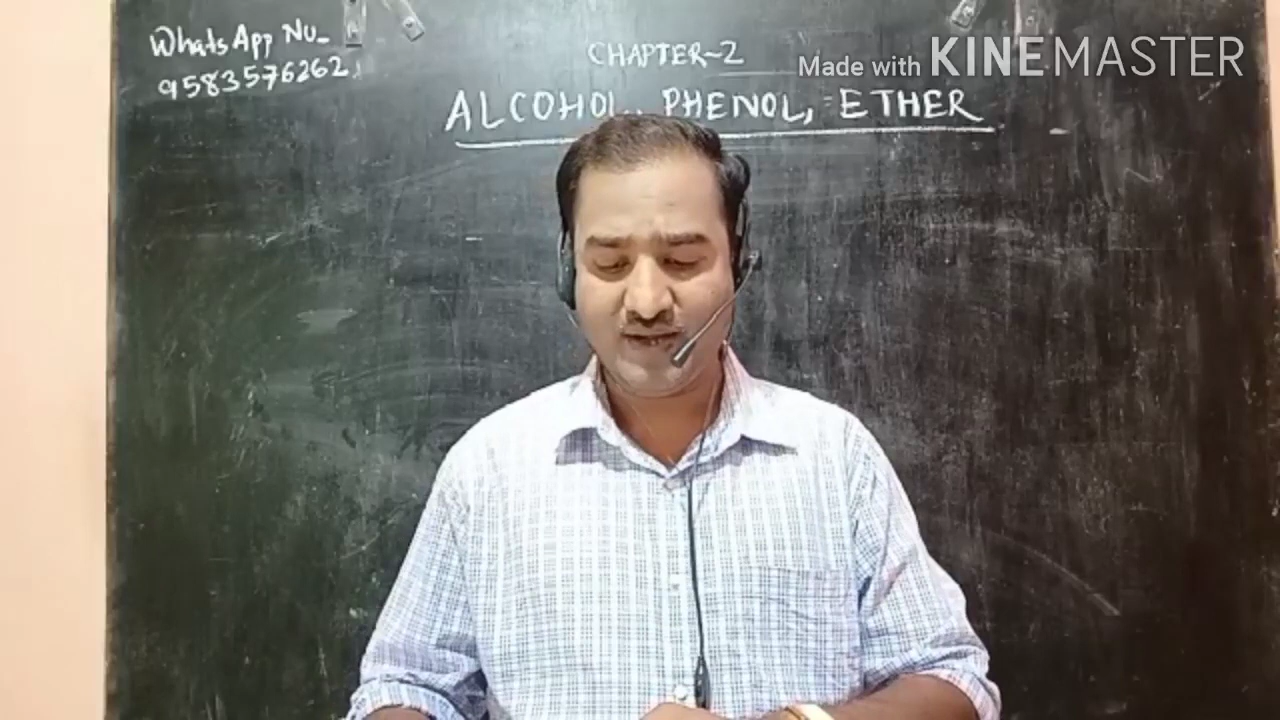 WhatsApp Nu_
9583576262
CHAPTER-2
Made with KINEMASTER
ALCOHOL, PHENOL, ETHER